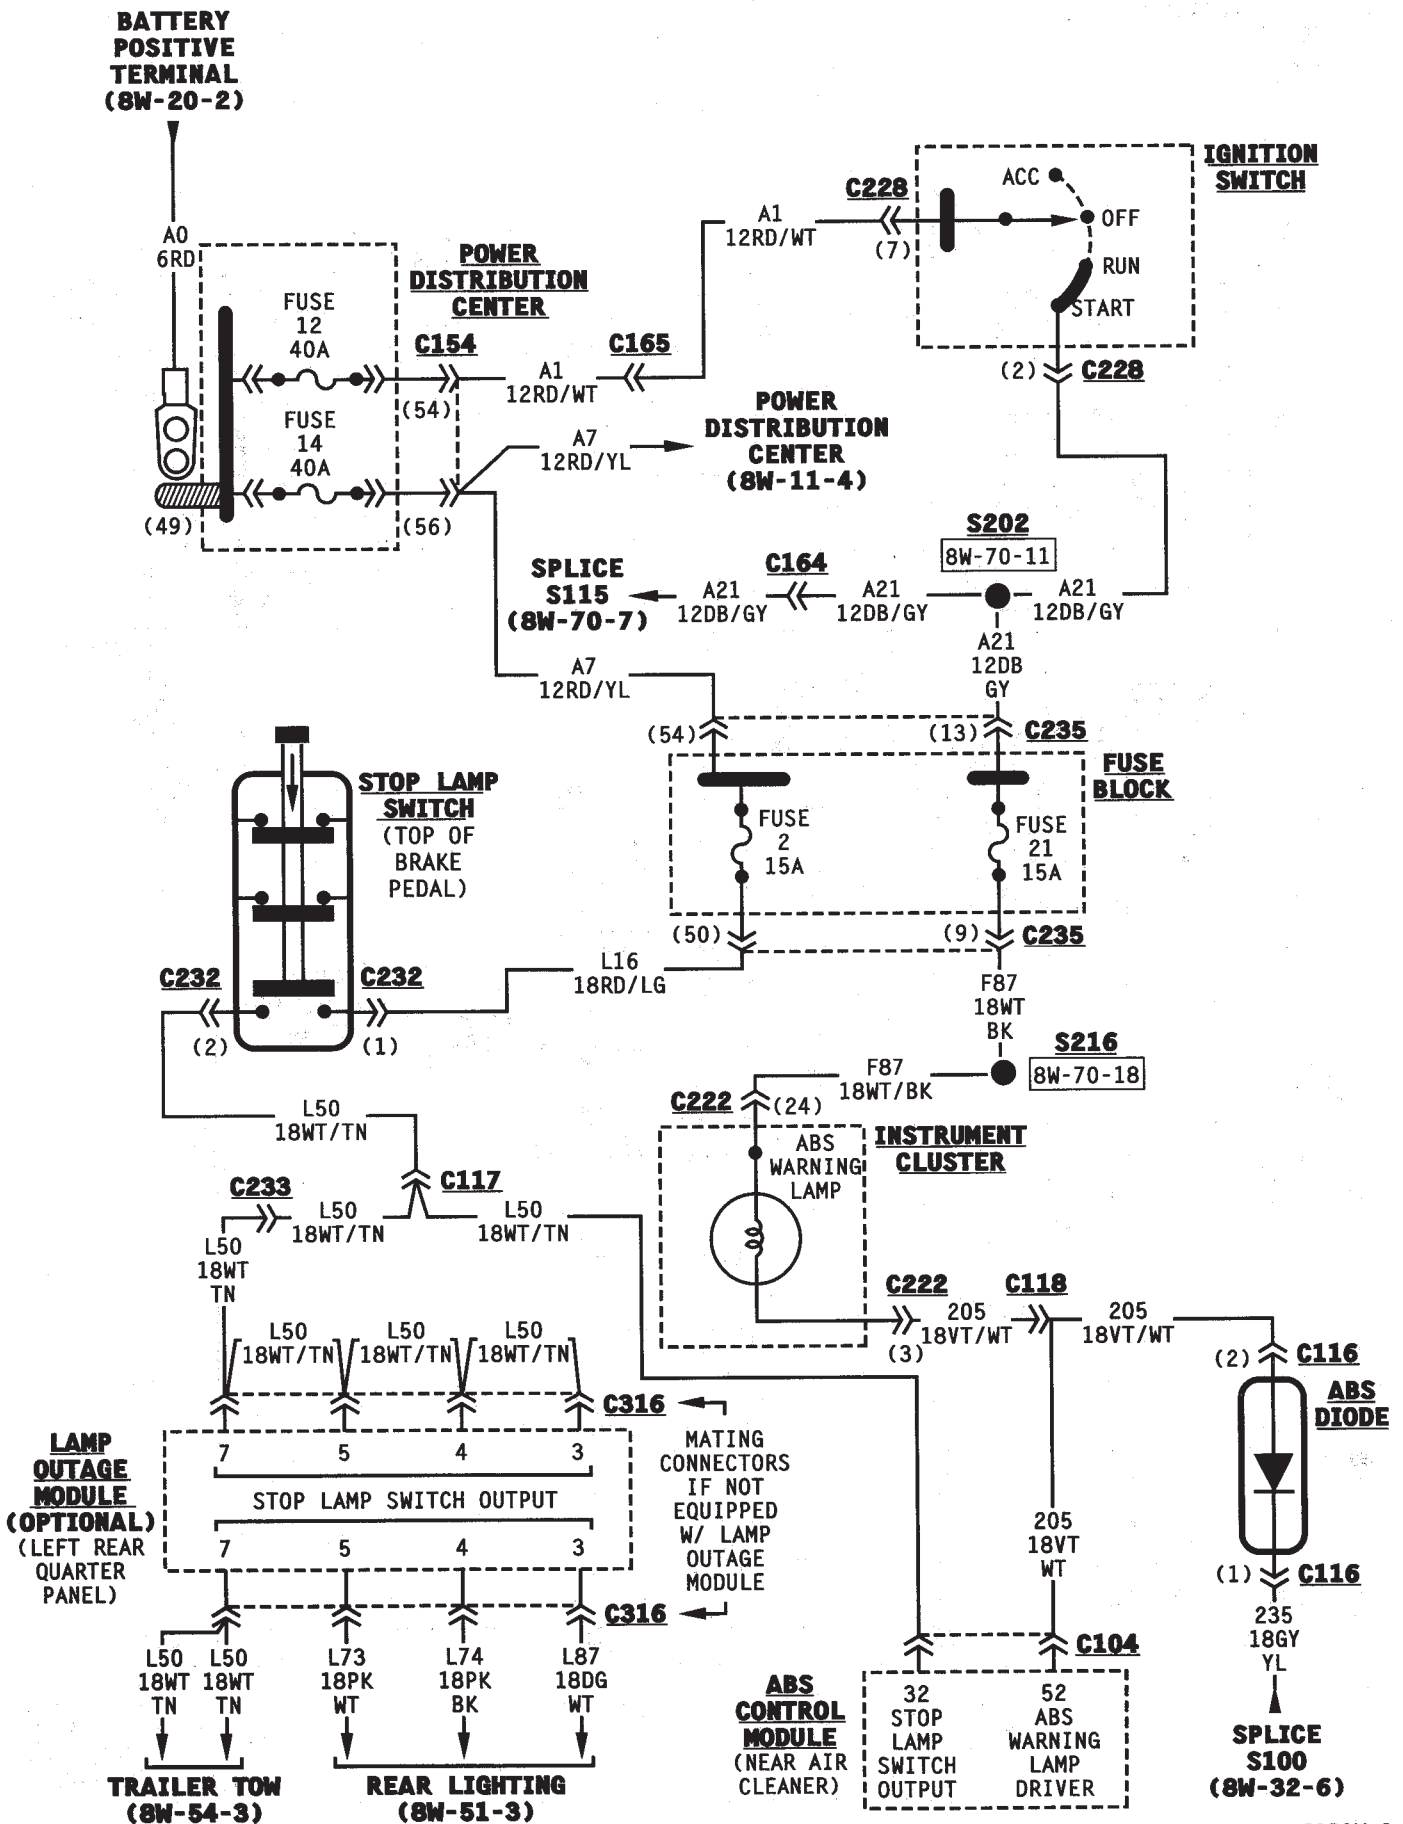 BATTERY
POSITIVE
TERMINAL
(8W-20-2)
A0
6RD
POWER
DISTRIBUTION
CENTER
FUSE
12
40A
C154
(54)
A1
12RD/WT
C165
A1
12RD/WT
C228
(7)
IGNITION
SWITCH
ACC
OFF
RUN
START
(2)
C228
FUSE
14
40A
(49)
(56)
A7
12RD/YL
POWER
DISTRIBUTION
CENTER
(8W-11-4)
S202
8W-70-11
SPLICE
S115
(8W-70-7)
A21
12DB/GY
C164
A21
12DB/GY
A21
12DB/GY
A21
12DB
GY
A7
12RD/YL
(54)
(13)
C235
FUSE
BLOCK
FUSE
2
15A
FUSE
21
15A
(50)
(9)
C235
STOP LAMP
SWITCH
(TOP OF
BRAKE
PEDAL)
C232
C232
(2)
(1)
L16
18RD/LG
F87
18WT
BK
S216
8W-70-18
F87
18WT/BK
C222
(24)
INSTRUMENT
CLUSTER
ABS
WARNING
LAMP
L50
18WT/TN
C117
C233
L50
18WT/TN
L50
18WT/TN
L50
18WT
TN
C222
(3)
205
18VT/WT
C118
205
18VT/WT
(2)
C116
ABS
DIODE
(1)
C116
235
18GY
YL
SPLICE
S100
(8W-32-6)
L50
18WT/TN
L50
18WT/TN
L50
18WT/TN
C316
MATING
CONNECTORS
IF NOT
EQUIPPED
W/ LAMP
OUTAGE
MODULE
LAMP
OUTAGE
MODULE
(OPTIONAL)
(LEFT REAR
QUARTER
PANEL)
7 5 4 3
STOP LAMP SWITCH OUTPUT
7 5 4 3
C316
L50
18WT
TN
L50
18WT
TN
L73
18PK
WT
L74
18PK
BK
L87
18DG
WT
TRAILER TOW
(8W-54-3)
REAR LIGHTING
(8W-51-3)
205
18VT
WT
C104
ABS
CONTROL
MODULE
(NEAR AIR
CLEANER)
32
STOP
LAMP
SWITCH
OUTPUT
52
ABS
WARNING
LAMP
DRIVER